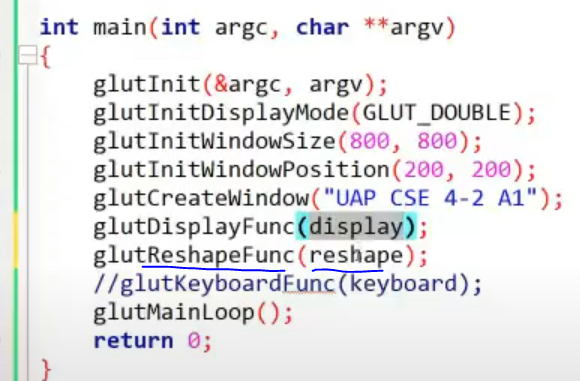 int main(int argc, char **argv)
{
glutInit(&argc, argv);
glutInitDisplayMode(GLUT_DOUBLE);
glutInitWindowSize(800, 800);
glutInitWindowPosition(200, 200);
glutCreateWindow("UAP CSE 4-2 A1");
glutDisplayFunc(display);
glutReshapeFunc(reshape);
//glutKeyboardFunc(keyboard);
glutMainLoop();
return 0;
}